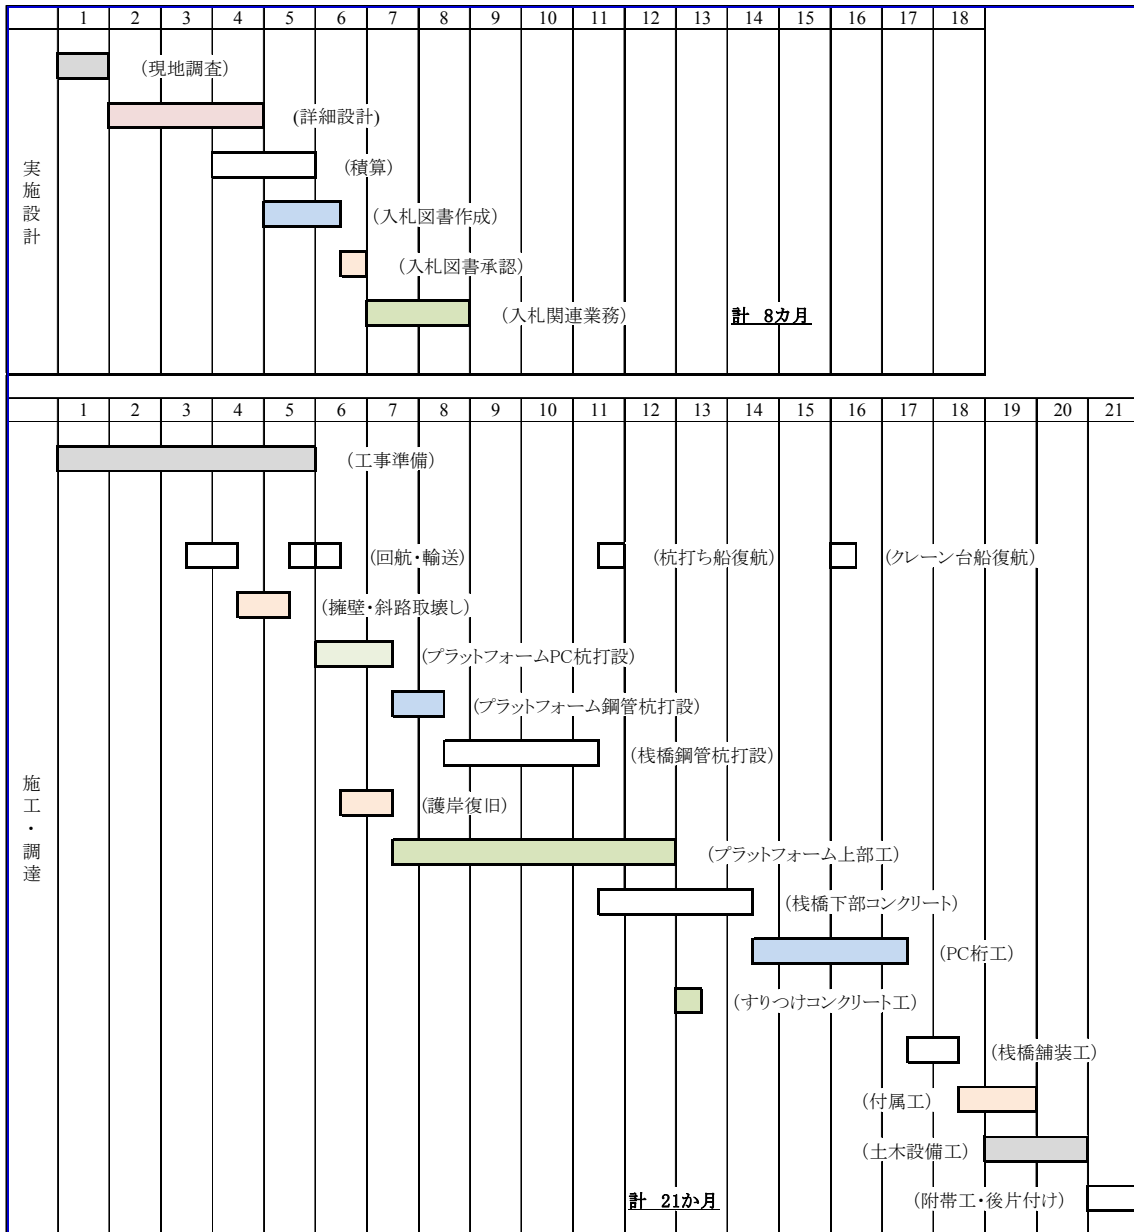 1 2 3 4 5 6 7 8 9 10 11 12 13 14 15 16 17 18
実施設計
(現地調査)
(詳細設計)
(積算)
(入札図書作成)
(入札図書承認)
(入札関連業務)
計 8カ月
1 2 3 4 5 6 7 8 9 10 11 12 13 14 15 16 17 18 19 20 21
施工・調達
(工事準備)
(回航・輸送) (杭打ち船復航) (クレーン台船復航)
(擁壁・斜路取壊し)
(プラットフォームPC杭打設)
(プラットフォーム鋼管杭打設)
(桟橋鋼管杭打設)
(護岸復旧)
(プラットフォーム上部工)
(桟橋下部コンクリート)
(PC桁工)
(すりつけコンクリート工)
(桟橋舗装工)
(付属工)
(土木設備工)
(附帯工・後片付け)
計 21か月